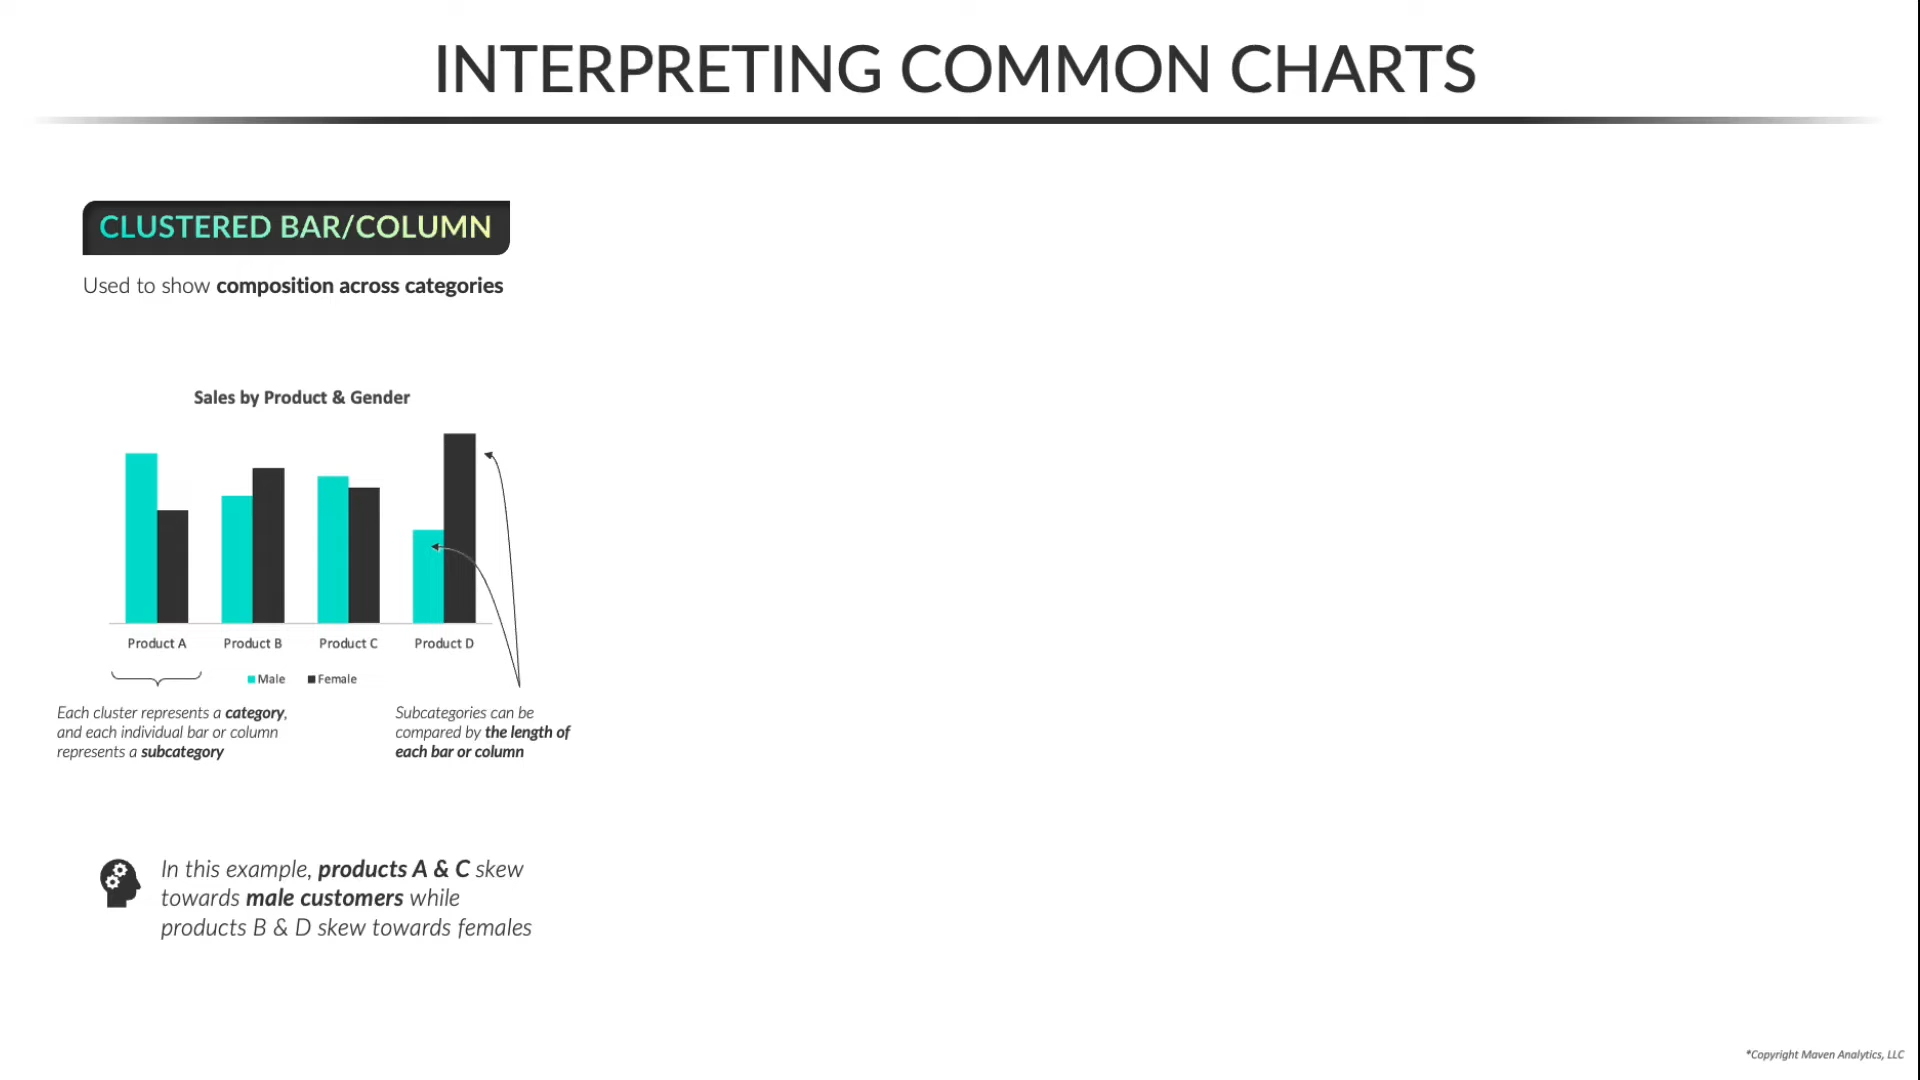 INTERPRETING COMMON CHARTS
CLUSTERED BAR/COLUMN
Used to show composition across categories
Sales by Product & Gender
Product A Product B Product C Product D
Male Female
Each cluster represents a category,
and each individual bar or column
represents a subcategory
Subcategories can be
compared by the length of
each bar or column
In this example, products A & C skew
towards male customers while
products B & D skew towards females
*Copyright Maven Analytics, LLC